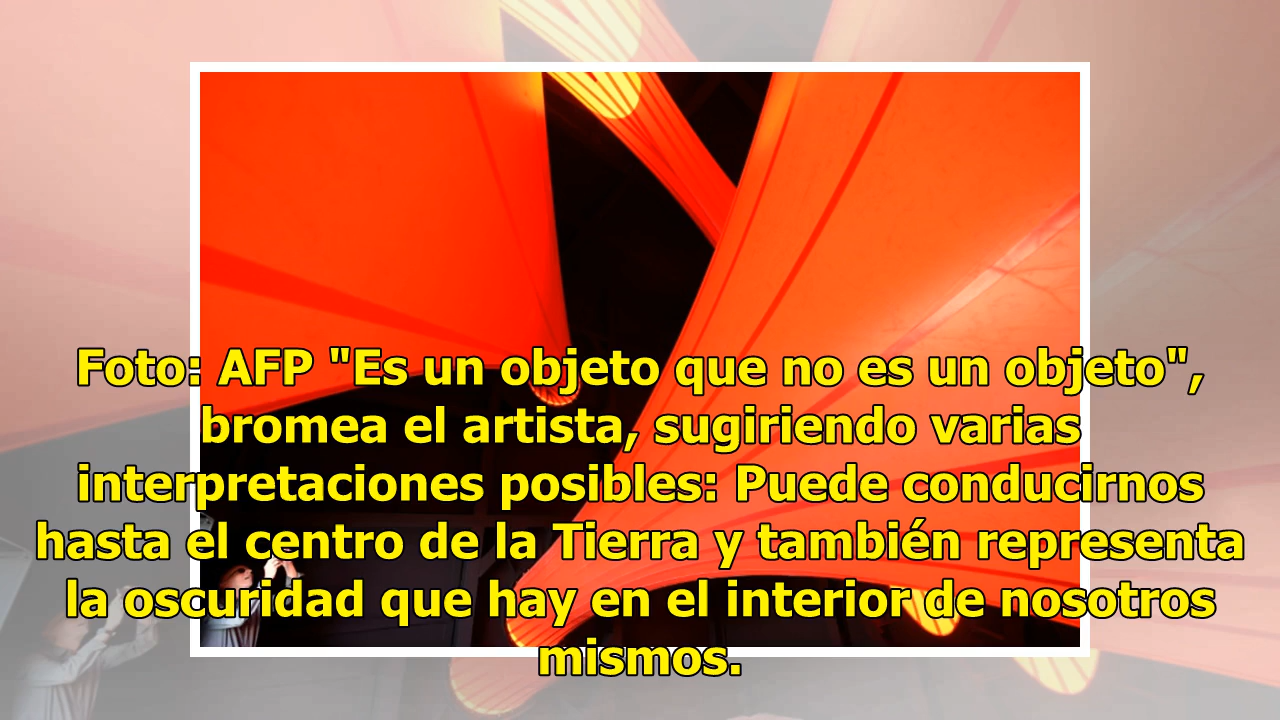 Foto: AFP "Es un objeto que no es un objeto",
bromea el artista, sugiriendo varias
interpretaciones posibles: Puede conducirnos
hasta el centro de la Tierra y también representa
la oscuridad que hay en el interior de nosotros
mismos.